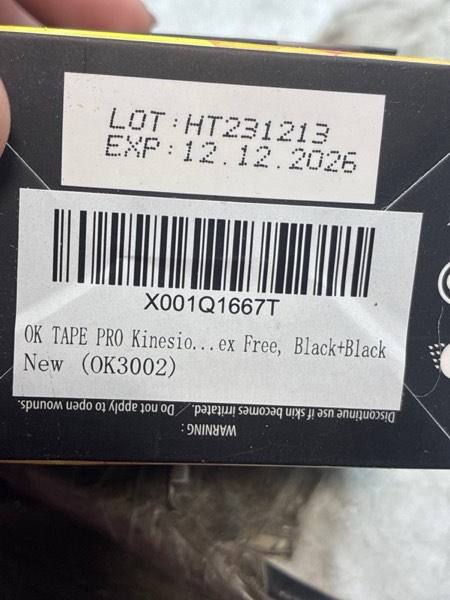 LOT:HT231213
EXP:12.12.2026
X001Q1667T
OK TAPE PRO Kinesio...ex Free, Black+Black
New (OK3002)
WARNING:
Discontinue use if skin becomes irritated. Do not apply to open wounds.